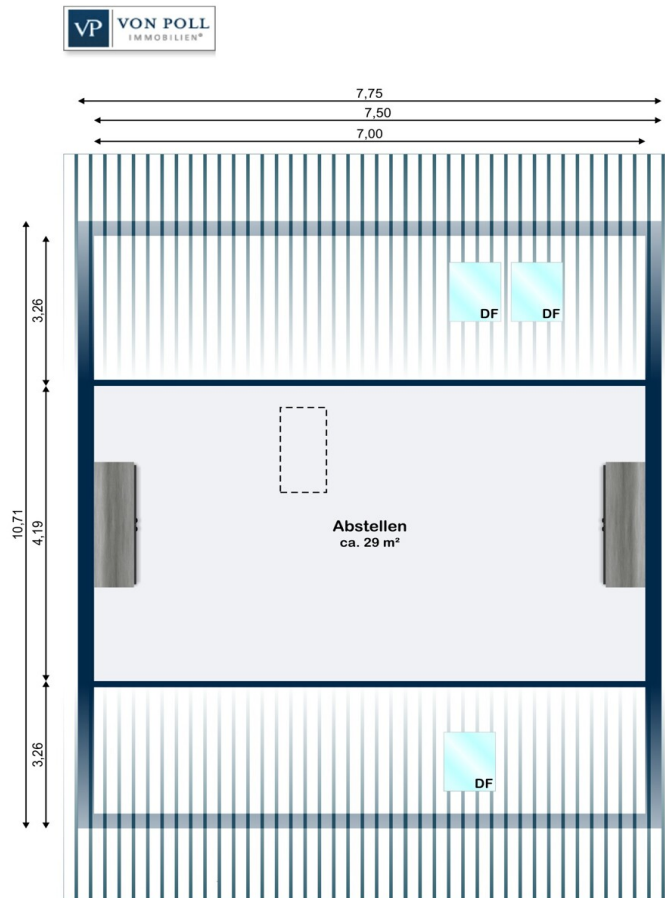 VP VON POLL
IMMOBILIEN®
7,75
7,50
7,00
3,26
DF DF
10,71
4,19
Abstellen
ca. 29 m²
3,26
DF